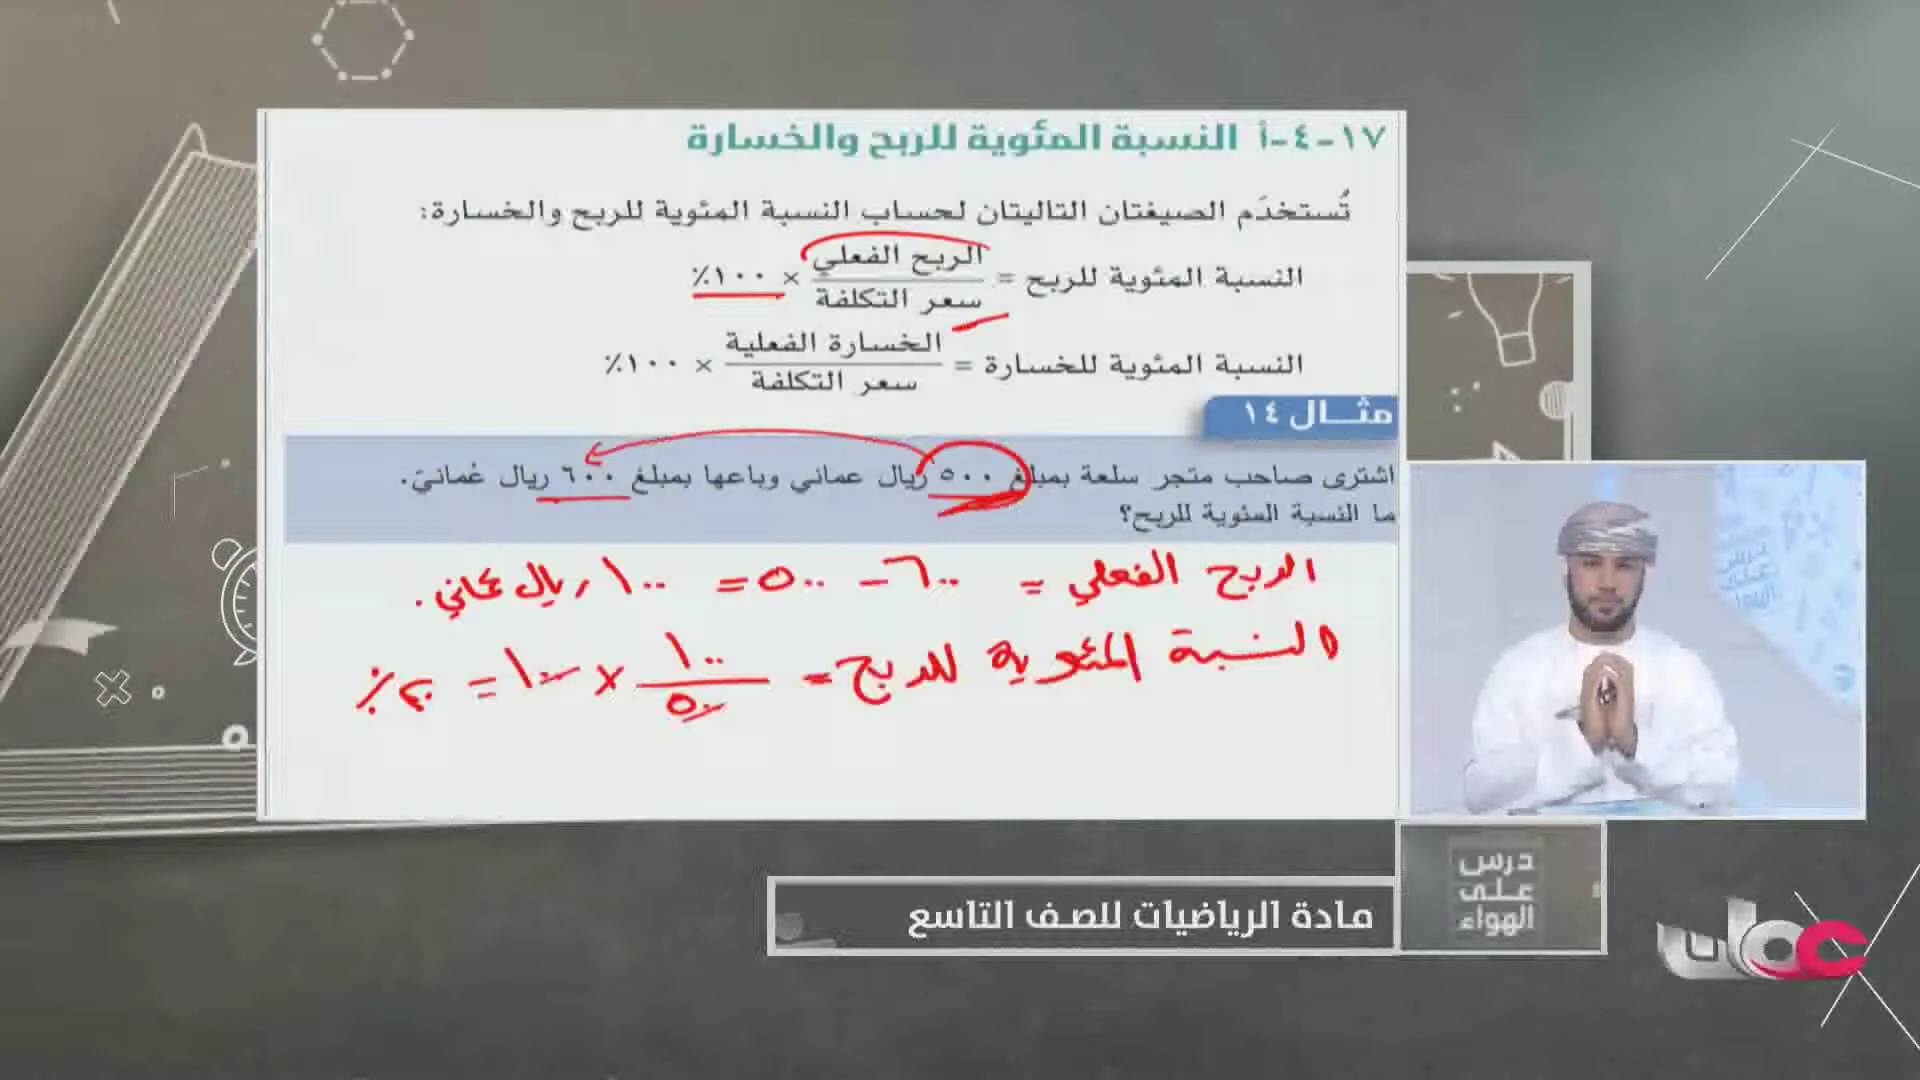 ١٧-٤-أ النسبة المئوية للربح والخسارة
تُستخدَم الصيغتان التاليتان لحساب النسبة المئوية للربح والخسارة:
النسبة المئوية للربح = الربح الفعلي / سعر التكلفة × ١٠٠٪
النسبة المئوية للخسارة = الخسارة الفعلية / سعر التكلفة × ١٠٠٪
مثــال ١٤
اشترى صاحب متجر سلعة بمبلغ ٥٠٠ ريال عماني وباعها بمبلغ ٦٠٠ ريال عُمانيّ.
ما النسبة المئوية للربح؟
الربح الفعلي = ٦٠٠ - ٥٠٠ = ١٠٠ ريال عماني.
النسبة المئوية للربح = ١٠٠ / ٥٠٠ × ١٠٠ = ٢٠٪
درس
على
الهواء
مادة الرياضيات للصف التاسع
عمان